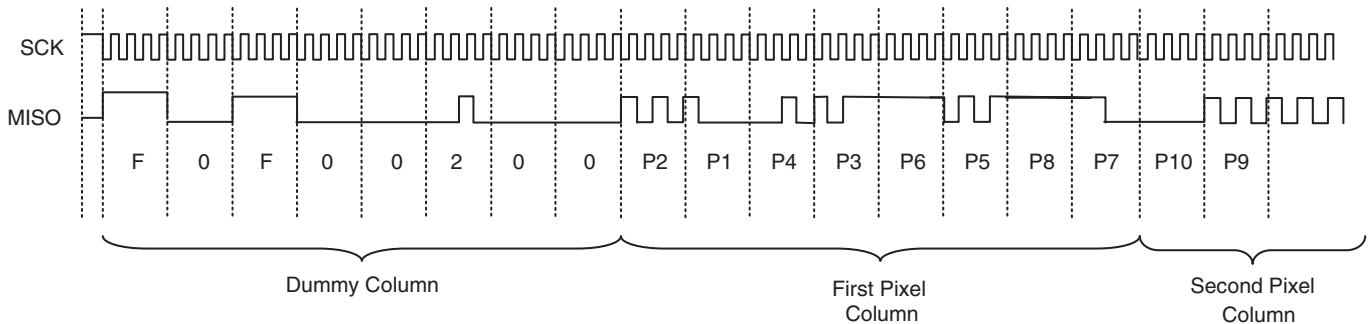 SCK
MISO
F 0 F 0 0 2 0 0 P2 P1 P4 P3 P6 P5 P8 P7 P10 P9
Dummy Column
First Pixel
Column
Second Pixel
Column